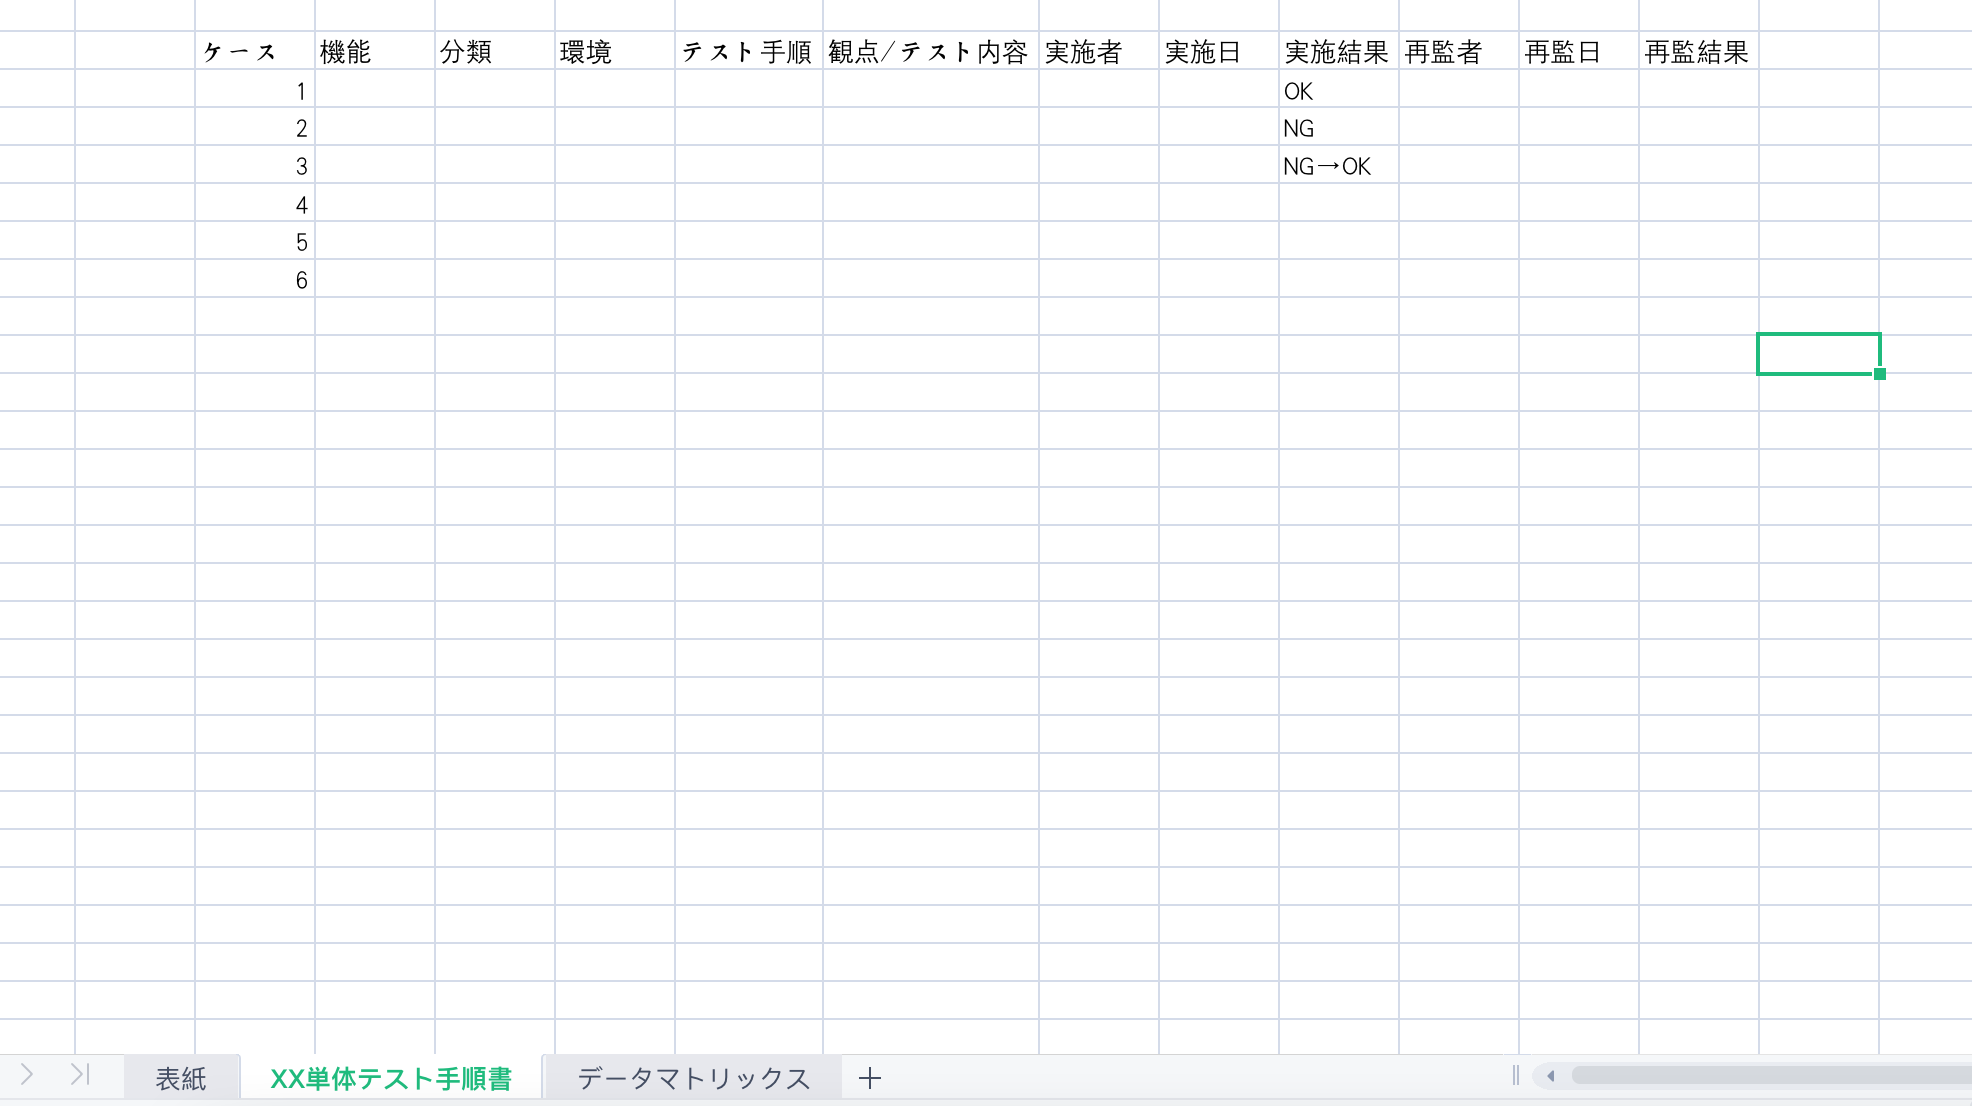 ケース 機能 分類 環境 テスト手順 観点/テスト内容 実施者 実施日 実施結果 再監者 再監日 再監結果
1 OK
2 NG
3 NG→OK
4
5
6
表紙 XX単体テスト手順書 データマトリックス